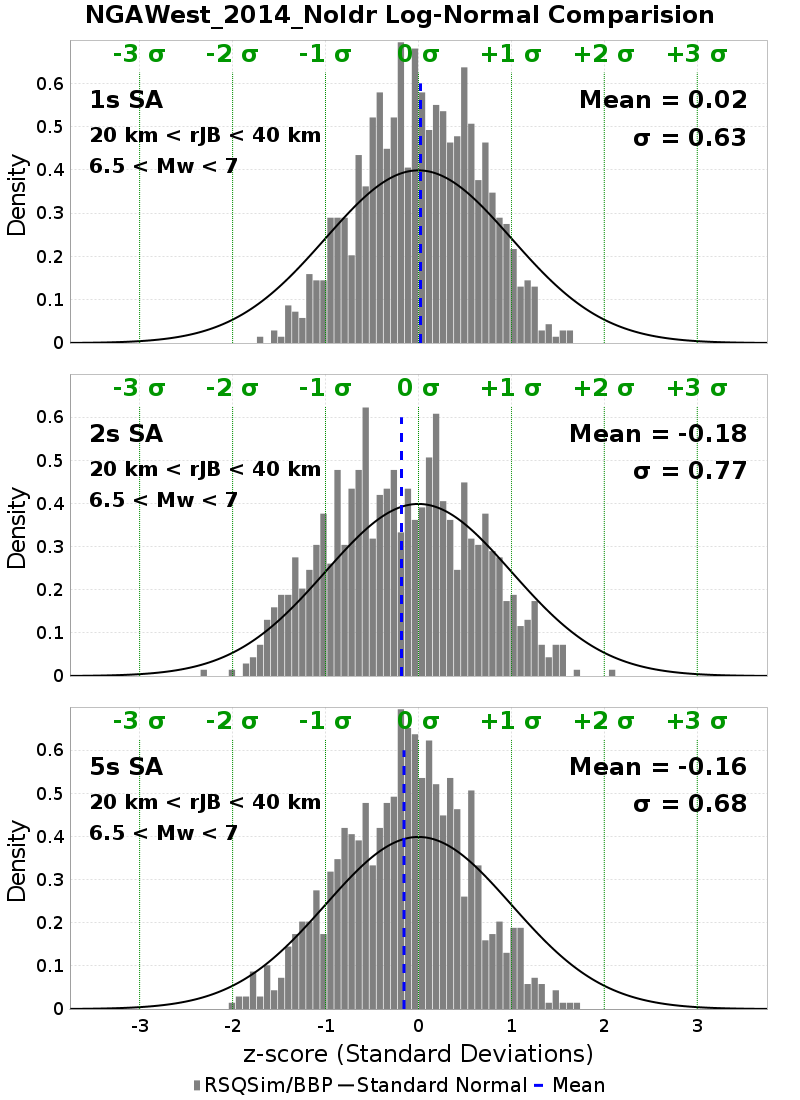 NGAWest_2014_NoIdr Log-Normal Comparision
-3 σ -2 σ -1 σ 0 σ +1 σ +2 σ +3 σ
1s SA Mean = 0.02
20 km < rJB < 40 km σ = 0.63
6.5 < Mw < 7
0.6
0.5
0.4
0.3
0.2
0.1
0
Density
-3 σ -2 σ -1 σ 0 σ +1 σ +2 σ +3 σ
2s SA Mean = -0.18
20 km < rJB < 40 km σ = 0.77
6.5 < Mw < 7
0.6
0.5
0.4
0.3
0.2
0.1
0
Density
-3 σ -2 σ -1 σ 0 σ +1 σ +2 σ +3 σ
5s SA Mean = -0.16
20 km < rJB < 40 km σ = 0.68
6.5 < Mw < 7
0.6
0.5
0.4
0.3
0.2
0.1
0
Density
-3 -2 -1 0 1 2 3
z-score (Standard Deviations)
RSQSim/BBP Standard Normal Mean